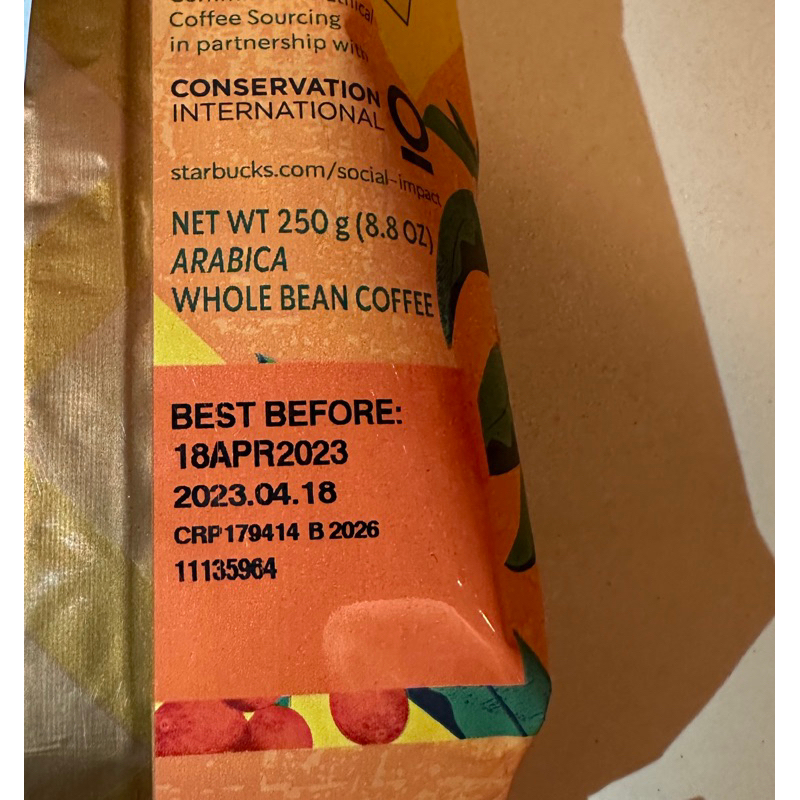 Coffee Sourcing
in partnership with
CONSERVATION
INTERNATIONAL
starbucks.com/social-impact
NET WT 250 g (8.8 OZ)
ARABICA
WHOLE BEAN COFFEE
BEST BEFORE:
18APR2023
2023.04.18
CRP179414 B 2026
11135964